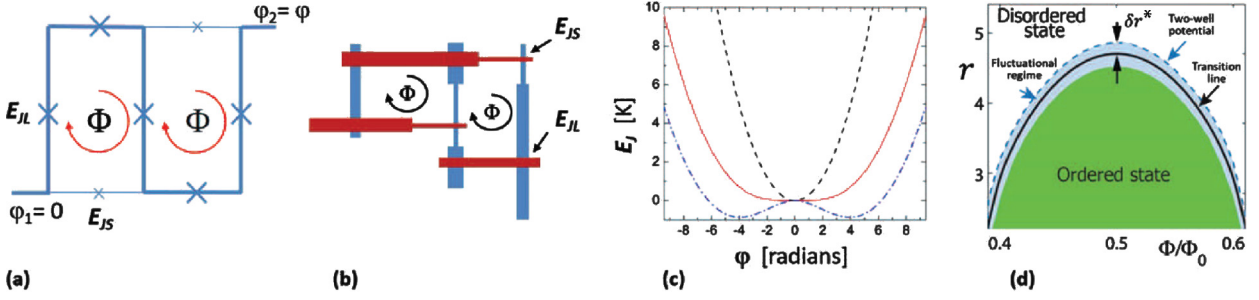 φ₂= φ
E_JL
Φ
Φ
φ₁= 0
E_JS
(a)
E_JS
Φ
Φ
E_JL
(b)
10
8
6
4
2
0
E_J [K]
-8 -6 -4 -2 0 2 4 6 8
φ [radians]
(c)
Disordered state
δr*
Two-well potential
Fluctuational regime
Transition line
Ordered state
r
5
4
3
0.4 0.5 Φ/Φ₀ 0.6
(d)